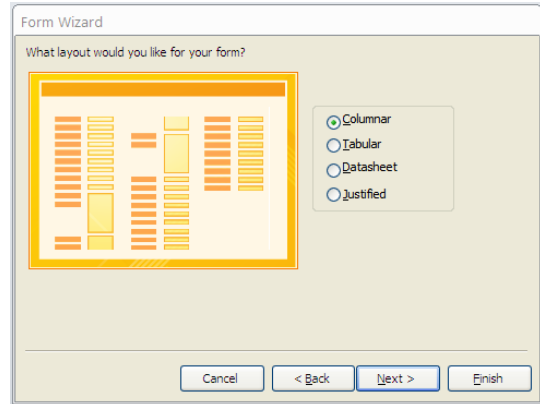 Form Wizard
What layout would you like for your form?
Columnar
Tabular
Datasheet
Justified
Cancel
< Back
Next >
Finish